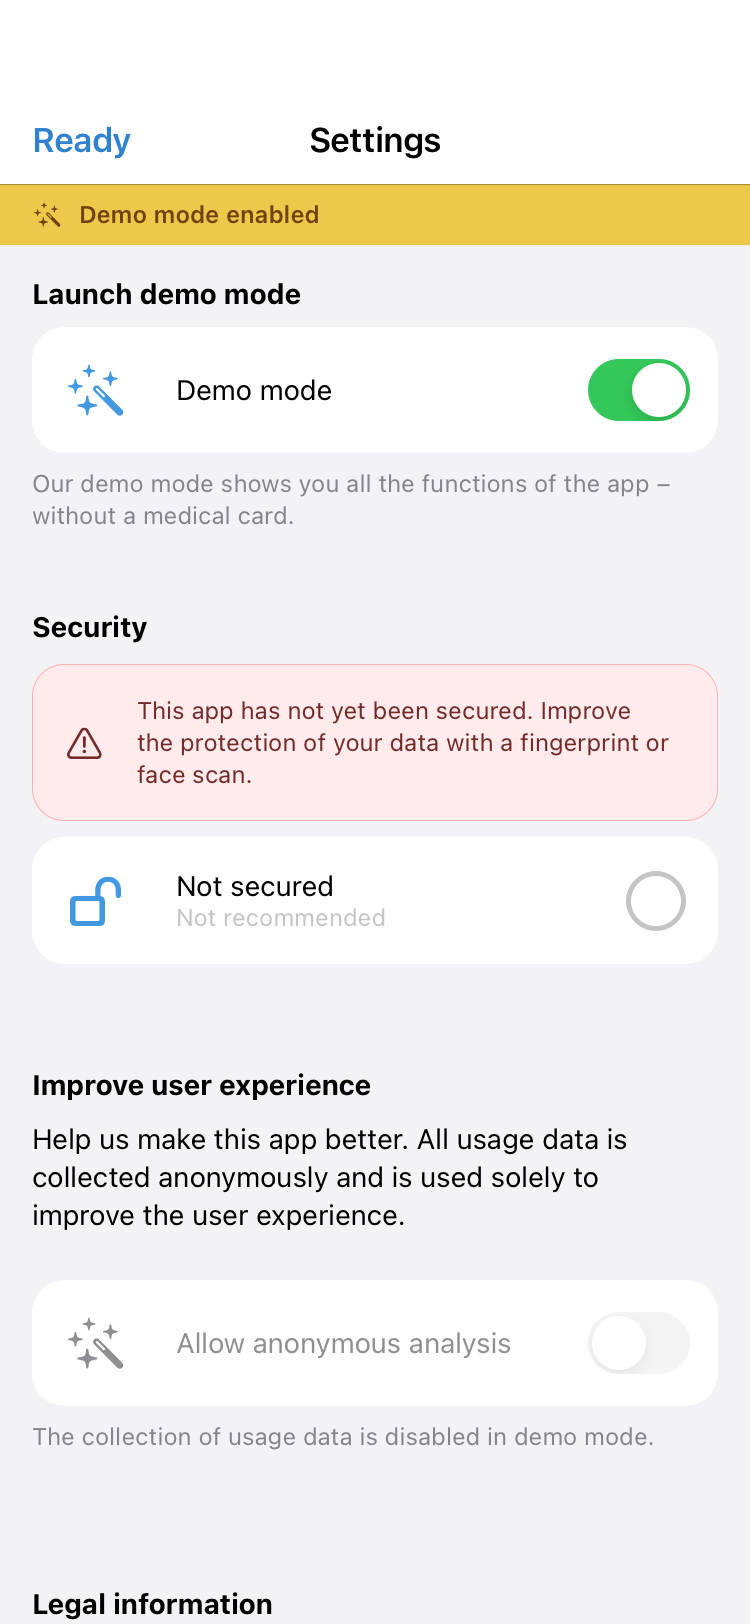 Ready
Settings
Demo mode enabled
Launch demo mode
Demo mode
Our demo mode shows you all the functions of the app –
without a medical card.
Security
This app has not yet been secured. Improve
the protection of your data with a fingerprint or
face scan.
Not secured
Not recommended
Improve user experience
Help us make this app better. All usage data is
collected anonymously and is used solely to
improve the user experience.
Allow anonymous analysis
The collection of usage data is disabled in demo mode.
Legal information